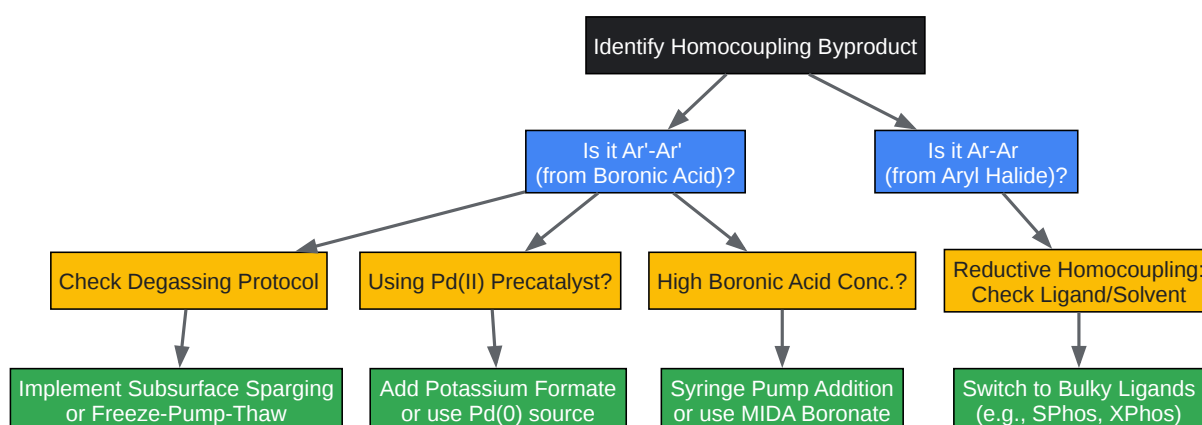 Identify Homocoupling Byproduct
Is it Ar'-Ar'
(from Boronic Acid)?
Is it Ar-Ar
(from Aryl Halide)?
Check Degassing Protocol
Using Pd(II) Precatalyst?
High Boronic Acid Conc.?
Reductive Homocoupling:
Check Ligand/Solvent
Implement Subsurface Sparging
or Freeze-Pump-Thaw
Add Potassium Formate
or use Pd(0) source
Syringe Pump Addition
or use MIDA Boronate
Switch to Bulky Ligands
(e.g., SPhos, XPhos)